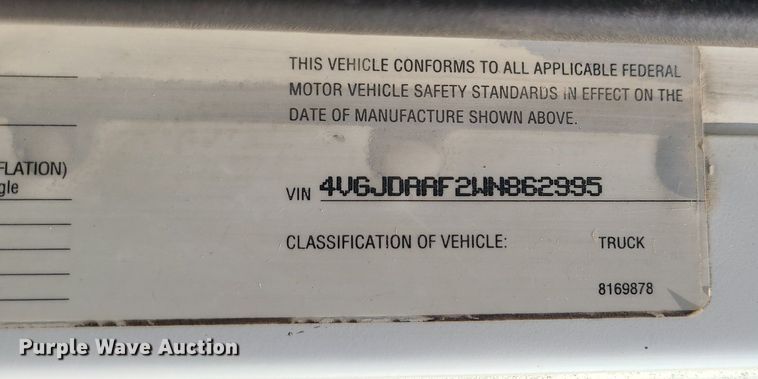 THIS VEHICLE CONFORMS TO ALL APPLICABLE FEDERAL
MOTOR VEHICLE SAFETY STANDARDS IN EFFECT ON THE
DATE OF MANUFACTURE SHOWN ABOVE.
FLATION)
gle
VIN 4V6JDAAF2WN862995
CLASSIFICATION OF VEHICLE: TRUCK
8169878
Purple Wave Auction